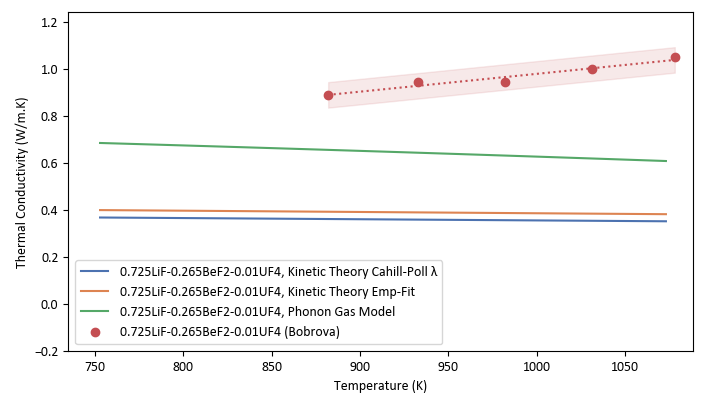 1.2
1.0
0.8
0.6
0.4
0.2
0.0
−0.2
Thermal Conductivity (W/m.K)
0.725LiF-0.265BeF2-0.01UF4, Kinetic Theory Cahill-Poll λ
0.725LiF-0.265BeF2-0.01UF4, Kinetic Theory Emp-Fit
0.725LiF-0.265BeF2-0.01UF4, Phonon Gas Model
0.725LiF-0.265BeF2-0.01UF4 (Bobrova)
750 800 850 900 950 1000 1050
Temperature (K)